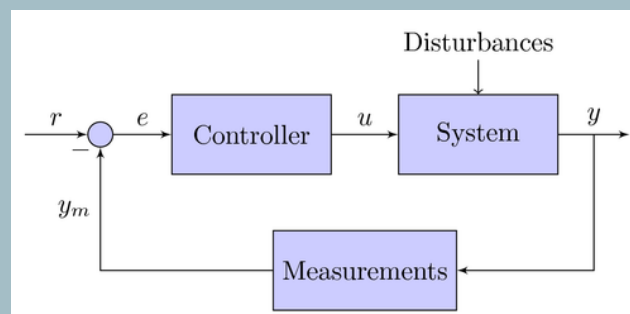 Disturbances
r
e
Controller
u
System
y
−
y_m
Measurements